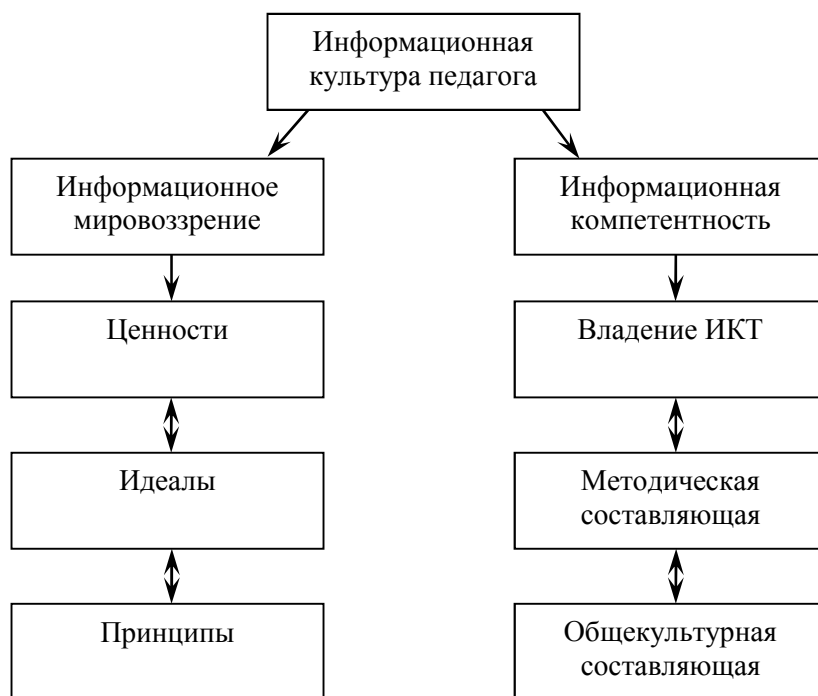 Информационная
культура педагога
Информационное
мировоззрение
Информационная
компетентность
Ценности
Владение ИКТ
Идеалы
Методическая
составляющая
Принципы
Общекультурная
составляющая